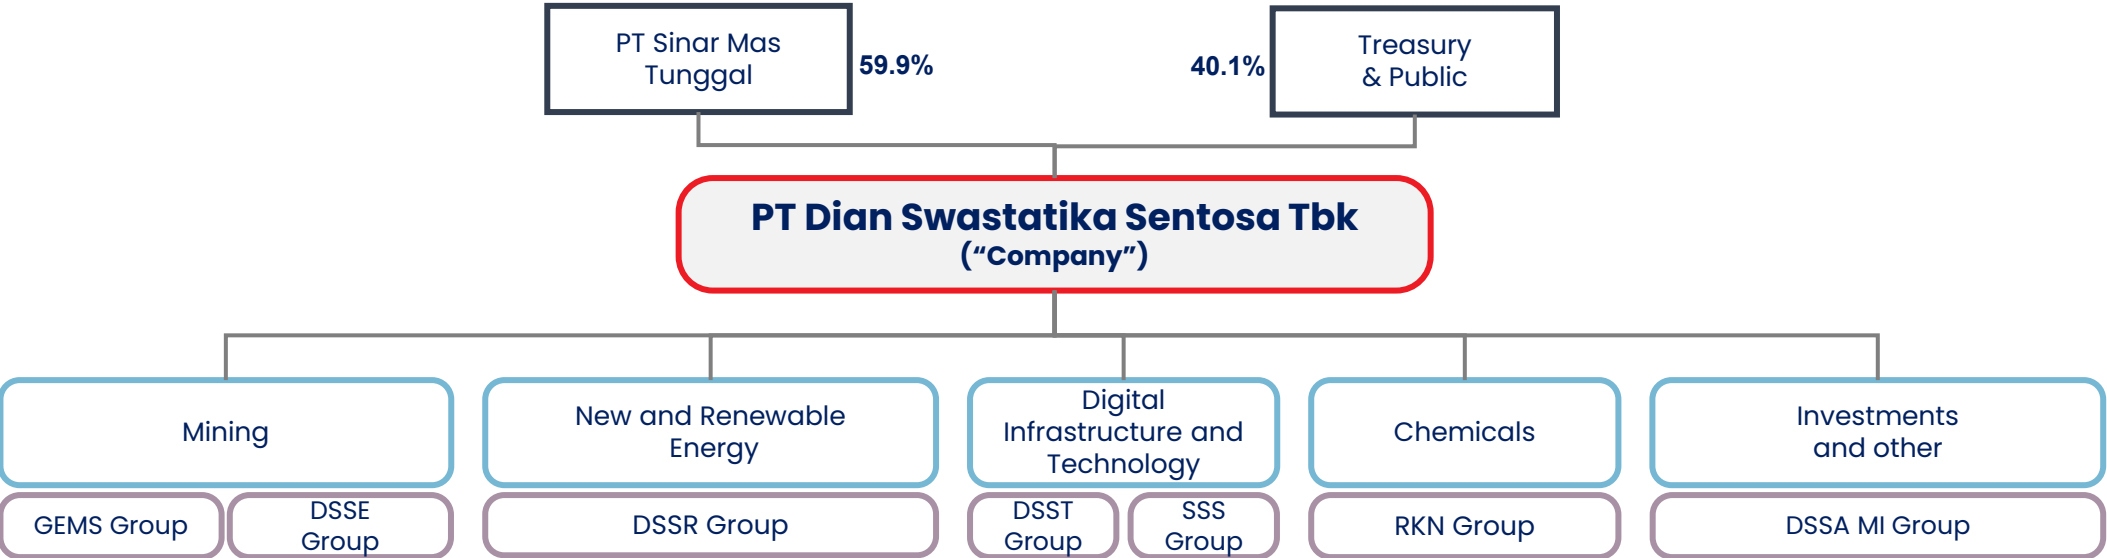 PT Sinar Mas
Tunggal
59.9%
40.1%
Treasury
& Public
PT Dian Swastatika Sentosa Tbk
(“Company”)
Mining
New and Renewable
Energy
Digital
Infrastructure and
Technology
Chemicals
Investments
and other
GEMS Group
DSSE
Group
DSSR Group
DSST
Group
SSS
Group
RKN Group
DSSA MI Group